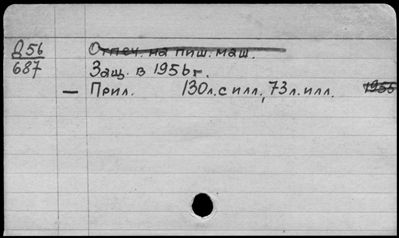 Д56 Отпеч. на пиш. маш.
687 Защ. в 1956г.
— Прил. 130л. с илл., 73л. илл. 1955